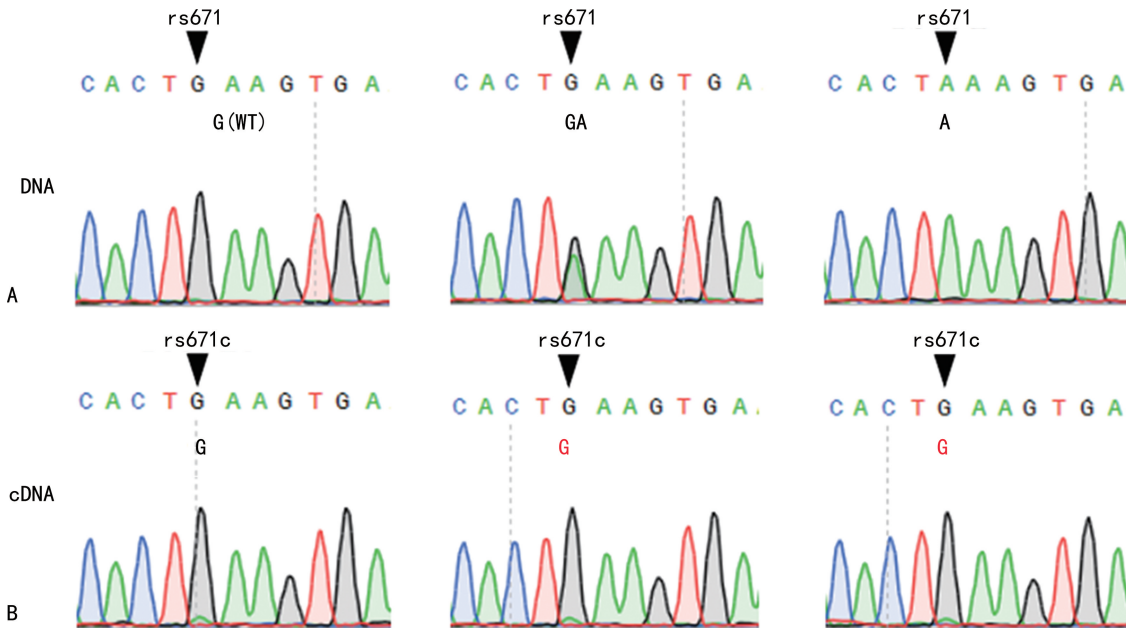 rs671 rs671 rs671
C A C T G A A G T G A C A C T G A A G T G A C A C T A A A G T G A
G(WT) GA A
DNA
A
rs671c rs671c rs671c
C A C T G A A G T G A C A C T G A A G T G A C A C T G A A G T G A
G G G
cDNA
B